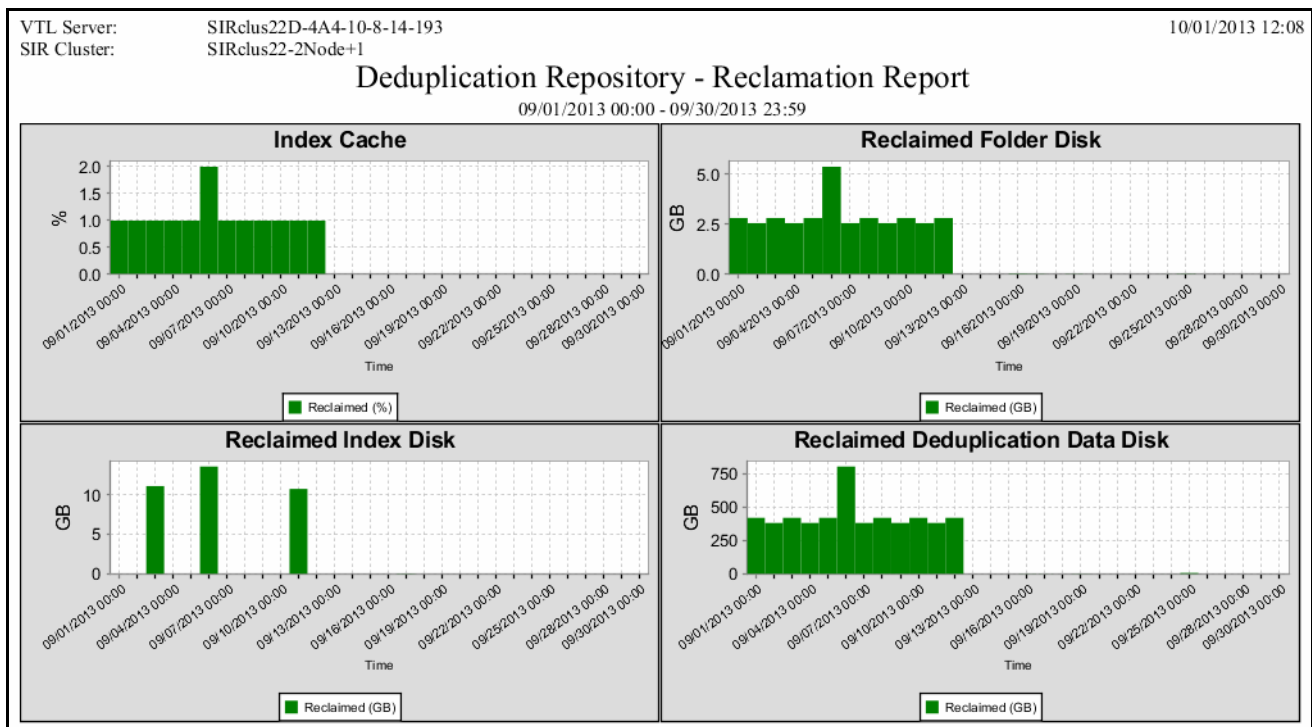 VTL Server: SIRclus22D-4A4-10-8-14-193 10/01/2013 12:08
SIR Cluster: SIRclus22-2Node+1
Deduplication Repository - Reclamation Report
09/01/2013 00:00 - 09/30/2013 23:59
Index Cache
%
2.0
1.5
1.0
0.5
0.0
09/01/2013 00:00 09/04/2013 00:00 09/07/2013 00:00 09/10/2013 00:00 09/13/2013 00:00 09/16/2013 00:00 09/19/2013 00:00 09/22/2013 00:00 09/25/2013 00:00 09/28/2013 00:00 09/30/2013 00:00
Time
Reclaimed (%)
Reclaimed Folder Disk
GB
5.0
2.5
0.0
09/01/2013 00:00 09/04/2013 00:00 09/07/2013 00:00 09/10/2013 00:00 09/13/2013 00:00 09/16/2013 00:00 09/19/2013 00:00 09/22/2013 00:00 09/25/2013 00:00 09/28/2013 00:00 09/30/2013 00:00
Time
Reclaimed (GB)
Reclaimed Index Disk
GB
10
5
0
09/01/2013 00:00 09/04/2013 00:00 09/07/2013 00:00 09/10/2013 00:00 09/13/2013 00:00 09/16/2013 00:00 09/19/2013 00:00 09/22/2013 00:00 09/25/2013 00:00 09/28/2013 00:00 09/30/2013 00:00
Time
Reclaimed (GB)
Reclaimed Deduplication Data Disk
GB
750
500
250
0
09/01/2013 00:00 09/04/2013 00:00 09/07/2013 00:00 09/10/2013 00:00 09/13/2013 00:00 09/16/2013 00:00 09/19/2013 00:00 09/22/2013 00:00 09/25/2013 00:00 09/28/2013 00:00 09/30/2013 00:00
Time
Reclaimed (GB)